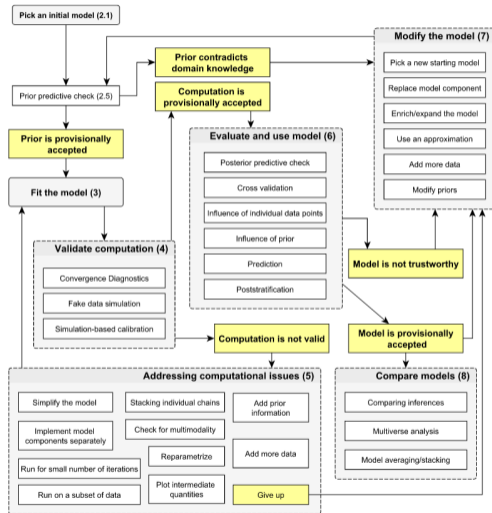 Pick an initial model (2.1)
Modify the model (7)
Prior contradicts
domain knowledge
Pick a new starting model
Prior predictive check (2.5)
Computation is
provisionally accepted
Replace model component
Enrich/expand the model
Prior is provisionally
accepted
Evaluate and use model (6)
Use an approximation
Posterior predictive check
Add more data
Fit the model (3)
Cross validation
Modify priors
Influence of individual data points
Validate computation (4)
Influence of prior
Convergence Diagnostics
Prediction
Model is not trustworthy
Fake data simulation
Poststratification
Simulation-based calibration
Computation is not valid
Model is provisionally
accepted
Addressing computational issues (5)
Compare models (8)
Simplify the model
Stacking individual chains
Add prior
information
Comparing inferences
Implement model
components separately
Check for multimodality
Multiverse analysis
Reparametrize
Add more data
Run for small number of iterations
Model averaging/stacking
Plot intermediate
quantities
Run on a subset of data
Give up